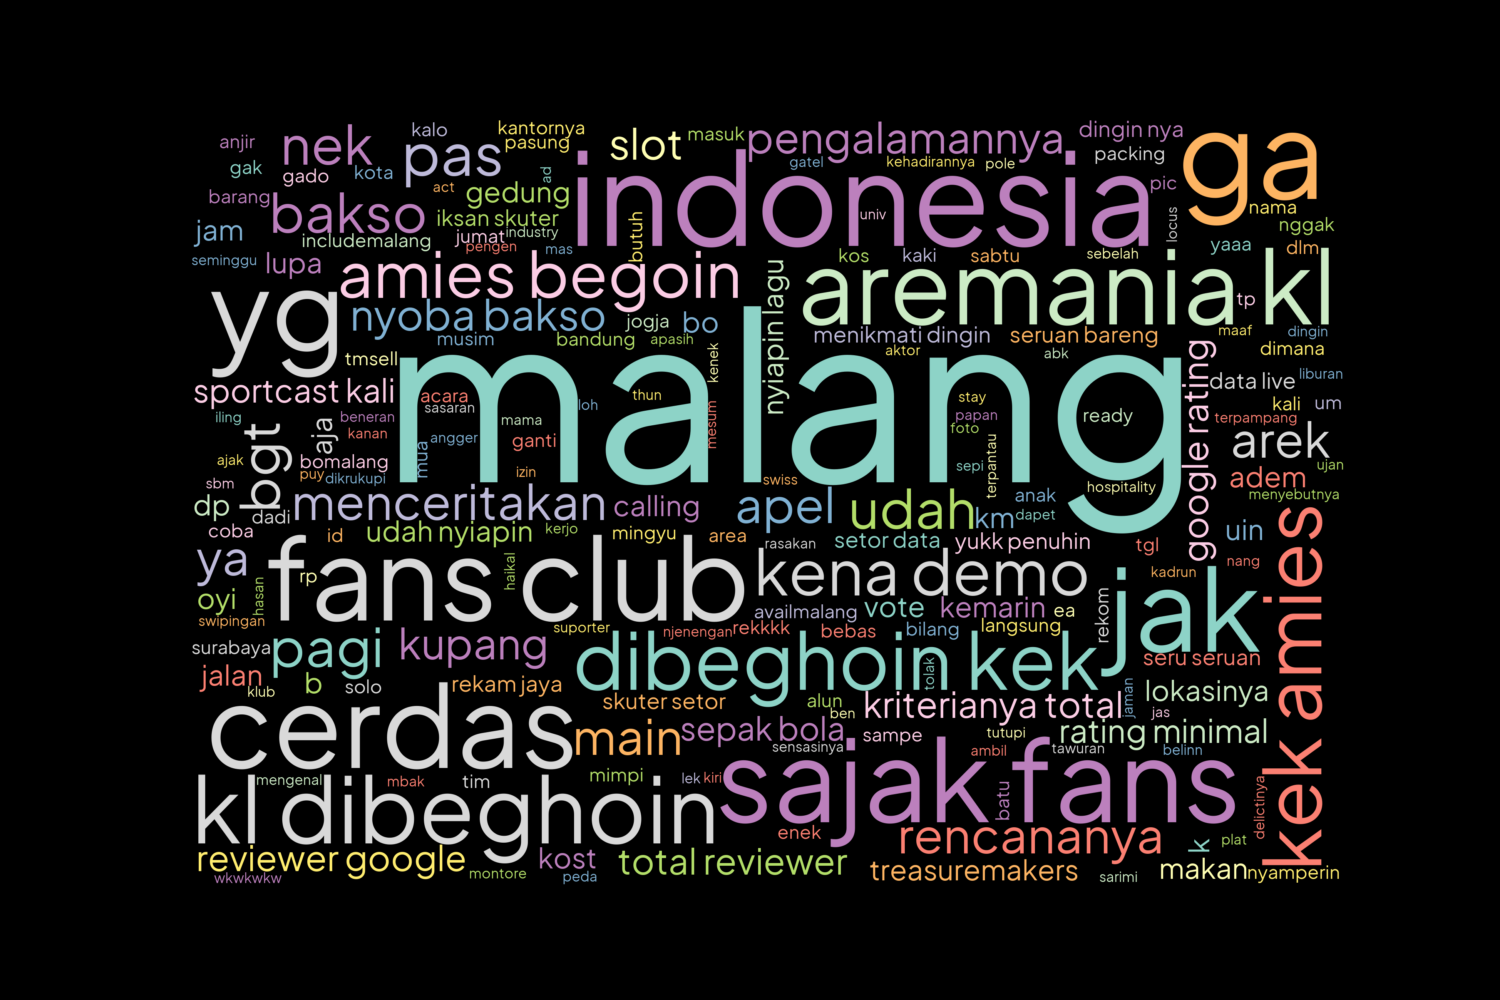 anjir
nek
kalo
pas
kantornya
pasung
slot
masuk
pengalamannya
dingin nya
ga
gak
gado
kota
act
ad
gedung
gatel
kehadirannya
pole
packing
pic
barang
bakso
iksan skuter
indonesia
univ
locus
nama
nggak
jam
includemalang
jumat
industry
pengen
mas
butuh
yaaa
dlm
seminggu
lupa
amies begoin
nyiapin lagu
kos
kaki
sabtu
sebelah
aremania kl
tp
yg
nyoba bakso
jogja
bo
musim
bandung
apasih
menikmati dingin
seruan bareng
maaf
dingin
tmsell
kenek
aktor
abk
dimana
sportcast kali
malang
acara
sasaran
loh
thun
mesum
stay
papan
foto
ready
google rating
data live
liburan
kali
um
iling
beneran
kanan
aja
bgt
mama
angger
ganti
mua
terpampang
arek
ajak
bomalang
puy
dikrukupi
izin
swiss
sepi
terpantau
hospitality
ujan
adem
menyebutnya
sbm
dp
dadi
menceritakan
calling
apel
udah
km
anak
dapet
coba
id
udah nyiapin
kerjo
mingyu
area
rasakan
setor data
yukk penuhin
tgl
uin
ya
rp
hasan
fans club
haikal
kena demo
kadrun
nang
jak
kek amies
oyi
swipingan
suporter
availmalang
vote
kemarin
ea
rekom
surabaya
pagi
kupang
njenengan
rekkkk
bebas
bilang
langsung
dibeghoin kek
tolak
seru seruan
jalan
klub
b
solo
rekam jaya
skuter setor
alun
ben
kriterianya total
jaman
lokasinya
jas
cerdas
main
sepak bola
sensasinya
sampe
tutupi
rating minimal
ambil
tawuran
belinn
mengenal
mbak
tim
mimpi
lek
kiri
sajak fans
batu
delictinya
kl dibeghoin
enek
rencananya
k
plat
reviewer google
wkwkwkw
montore
kost
peda
total reviewer
treasuremakers
sarimi
makan
nyamperin